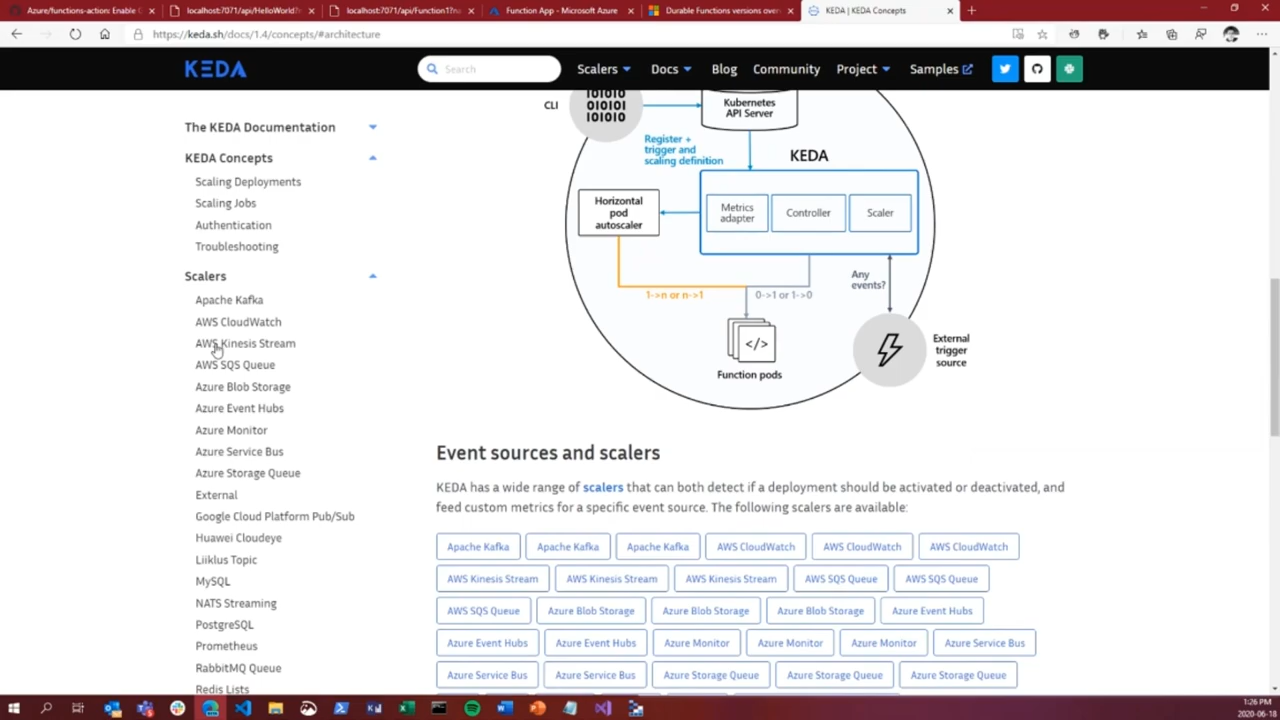 Azure/functions-action: Enable C
localhost:7071/api/HelloWorld?
localhost:7071/api/Function1?na
Function App - Microsoft Azure
Durable Functions versions over
KEDA | KEDA Concepts
https://keda.sh/docs/1.4/concepts/#architecture
KEDA
Search
Scalers
Docs
Blog
Community
Project
Samples
The KEDA Documentation
KEDA Concepts
Scaling Deployments
Scaling Jobs
Authentication
Troubleshooting
Scalers
Apache Kafka
AWS CloudWatch
AWS Kinesis Stream
AWS SQS Queue
Azure Blob Storage
Azure Event Hubs
Azure Monitor
Azure Service Bus
Azure Storage Queue
External
Google Cloud Platform Pub/Sub
Huawei Cloudeye
Liiklus Topic
MySQL
NATS Streaming
PostgreSQL
Prometheus
RabbitMQ Queue
Redis Lists
CLI
101010
010101
101010
Kubernetes
API Server
Register +
trigger and
scaling definition
KEDA
Horizontal
pod
autoscaler
Metrics
adapter
Controller
Scaler
1->n or n->1
0->1 or 1->0
Any
events?
</>
Function pods
External
trigger
source
Event sources and scalers
KEDA has a wide range of scalers that can both detect if a deployment should be activated or deactivated, and
feed custom metrics for a specific event source. The following scalers are available:
Apache Kafka Apache Kafka Apache Kafka AWS CloudWatch AWS CloudWatch AWS CloudWatch
AWS Kinesis Stream AWS Kinesis Stream AWS Kinesis Stream AWS SQS Queue AWS SQS Queue
AWS SQS Queue Azure Blob Storage Azure Blob Storage Azure Blob Storage Azure Event Hubs
Azure Event Hubs Azure Event Hubs Azure Monitor Azure Monitor Azure Monitor Azure Service Bus
Azure Service Bus Azure Service Bus Azure Storage Queue Azure Storage Queue Azure Storage Queue
1:26 PM
2020-06-18